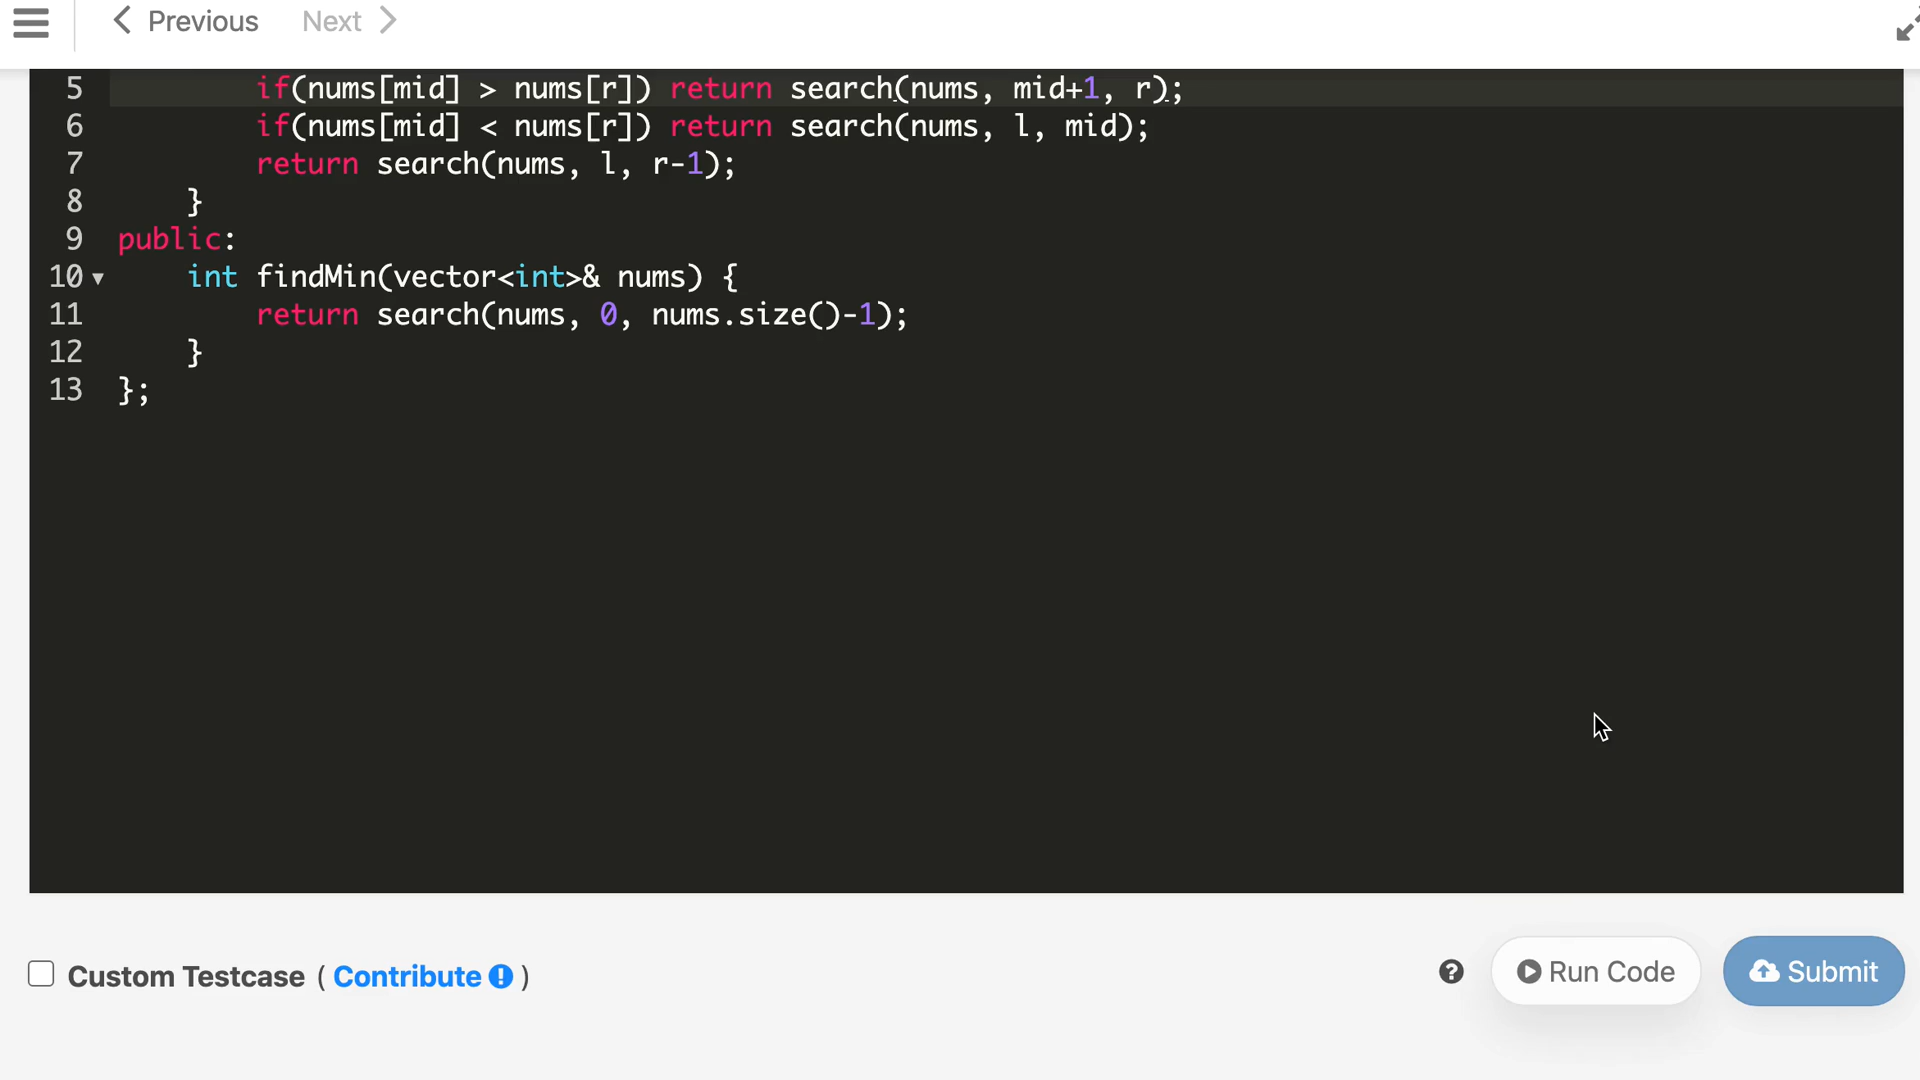 Previous Next
5 if(nums[mid] > nums[r]) return search(nums, mid+1, r);
6 if(nums[mid] < nums[r]) return search(nums, l, mid);
7 return search(nums, l, r-1);
8 }
9 public:
10 int findMin(vector<int>& nums) {
11 return search(nums, 0, nums.size()-1);
12 }
13 };
Custom Testcase ( Contribute ) ? Run Code Submit